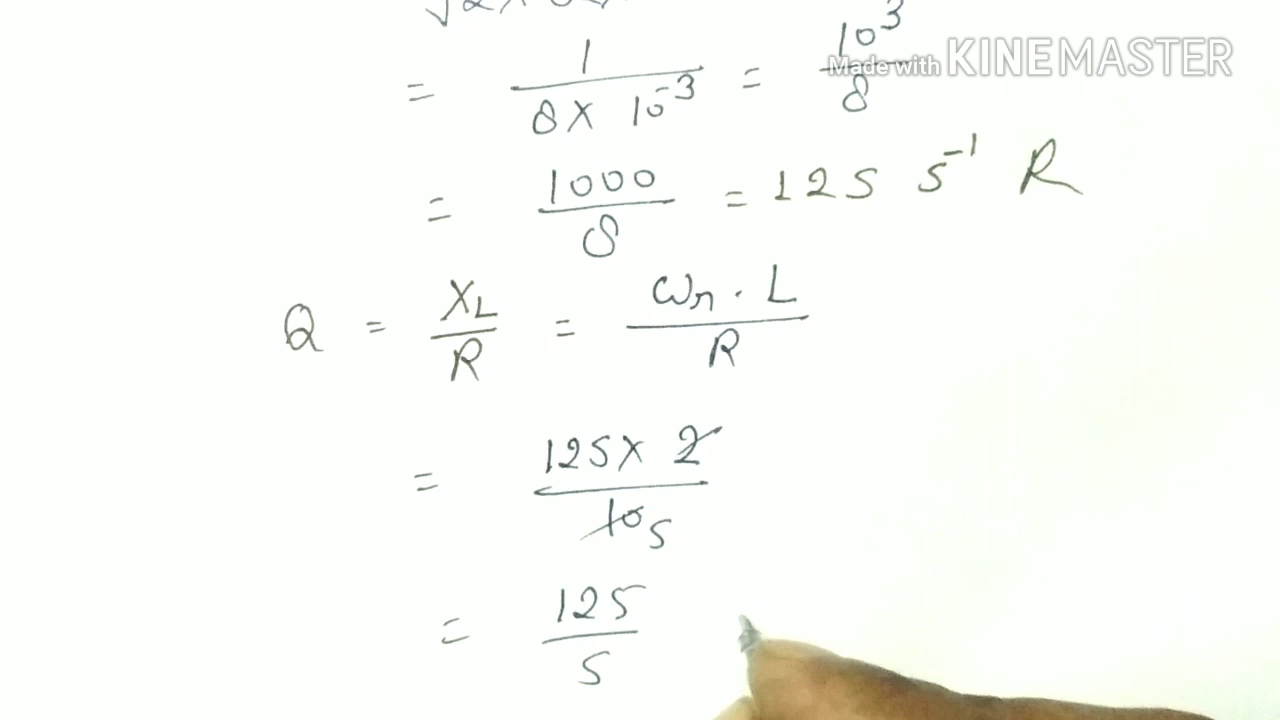 = 1 / 8 × 10⁻³ = 10³ / 8
Made with KINEMASTER
= 1000 / 8 = 125 s⁻¹ R
Q = X_L / R = ω_r · L / R
= 125 × 2 / 10 5
= 125 / 5